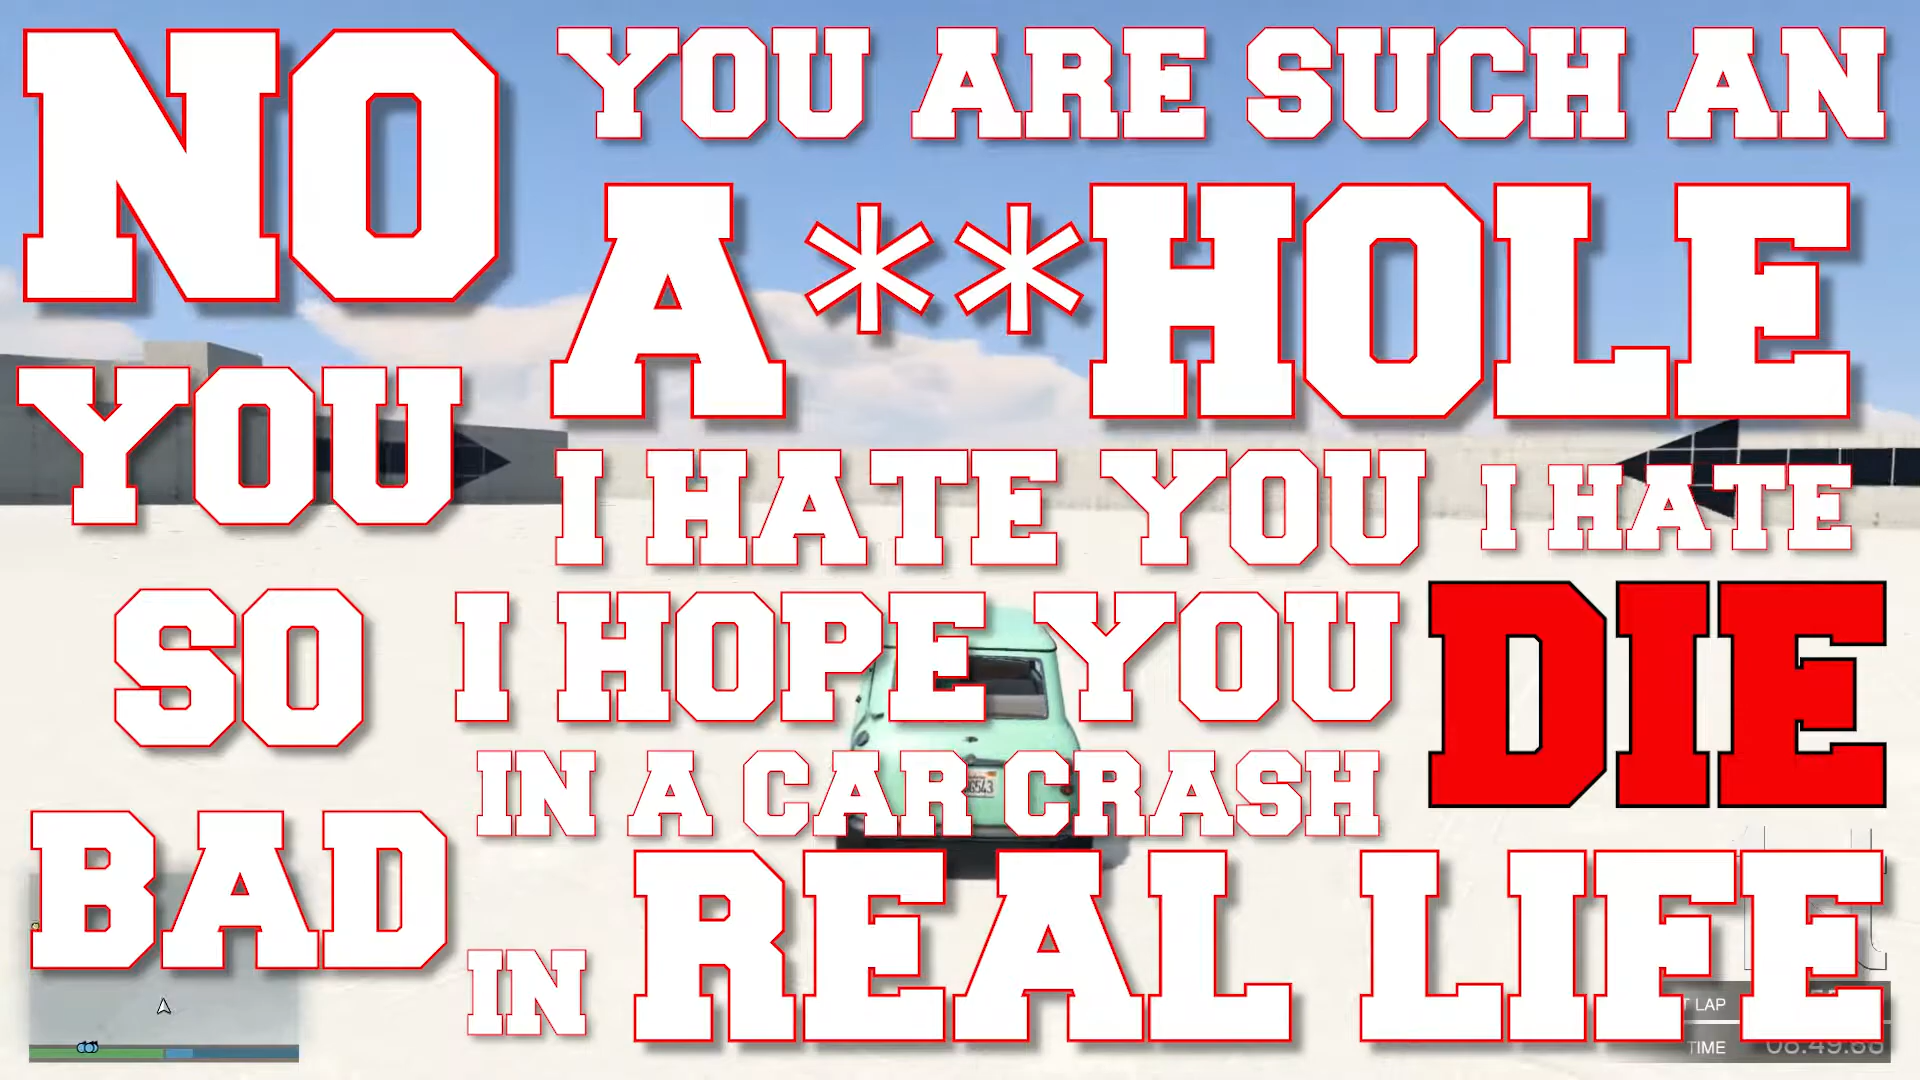 NO YOU ARE SUCH AN
A**HOLE
I HATE YOU I HATE
YOU
SO
BAD
I HOPE YOU
DIE
IN A CAR CRASH
IN REAL LIFE
LAP
TIME